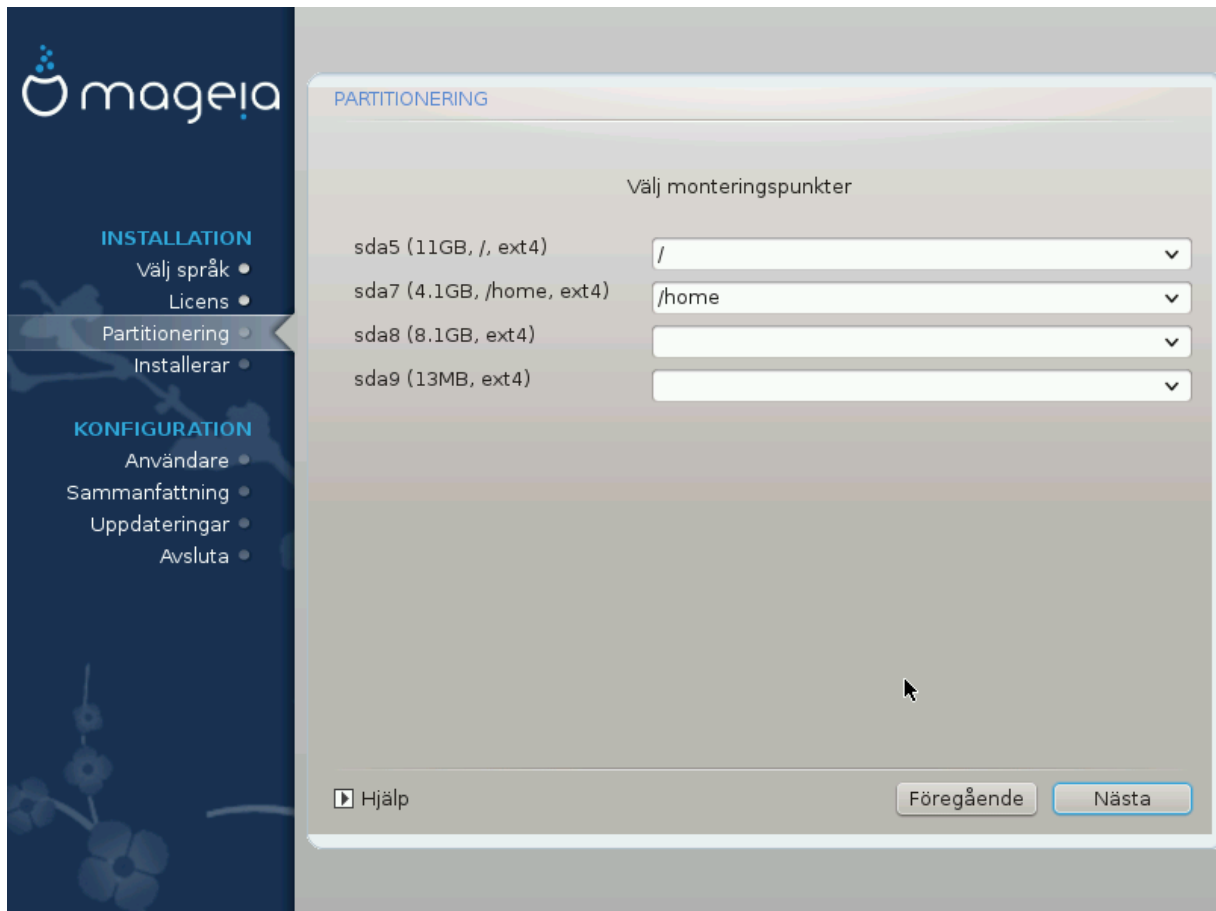 mageia
INSTALLATION
Välj språk
Licens
Partitionering
Installerar
KONFIGURATION
Användare
Sammanfattning
Uppdateringar
Avsluta
PARTITIONERING
Välj monteringspunkter
sda5 (11GB, /, ext4) /
sda7 (4.1GB, /home, ext4) /home
sda8 (8.1GB, ext4)
sda9 (13MB, ext4)
Hjälp Föregående Nästa